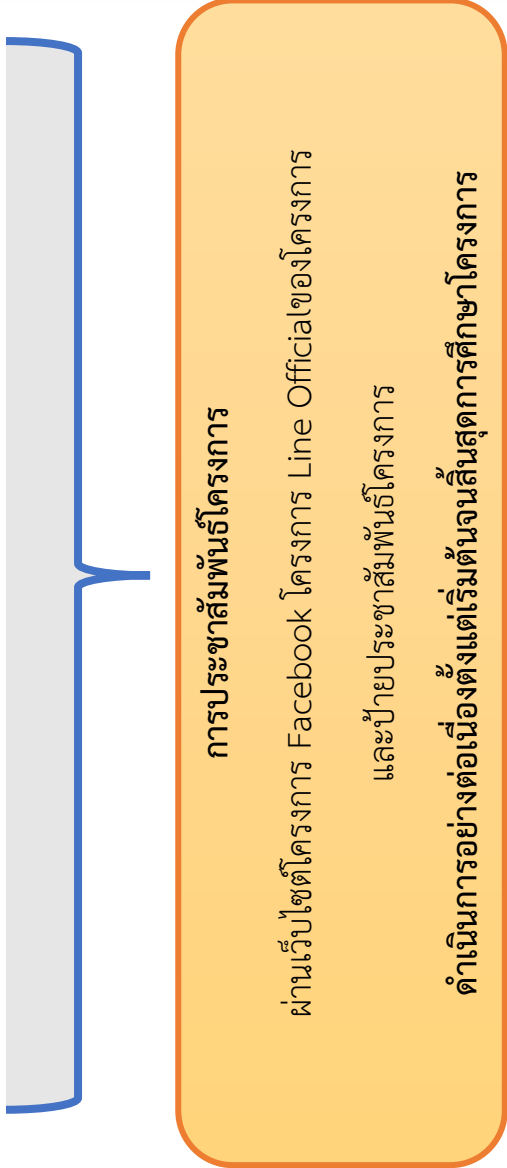 การประชาสัมพันธ์โครงการ
ผ่านเว็บไซต์โครงการ Facebook โครงการ Line Officialของโครงการ
และป้ายประชาสัมพันธ์โครงการ
ดำเนินการอย่างต่อเนื่องตั้งแต่เริ่มต้นจนสิ้นสุดการศึกษาโครงการ